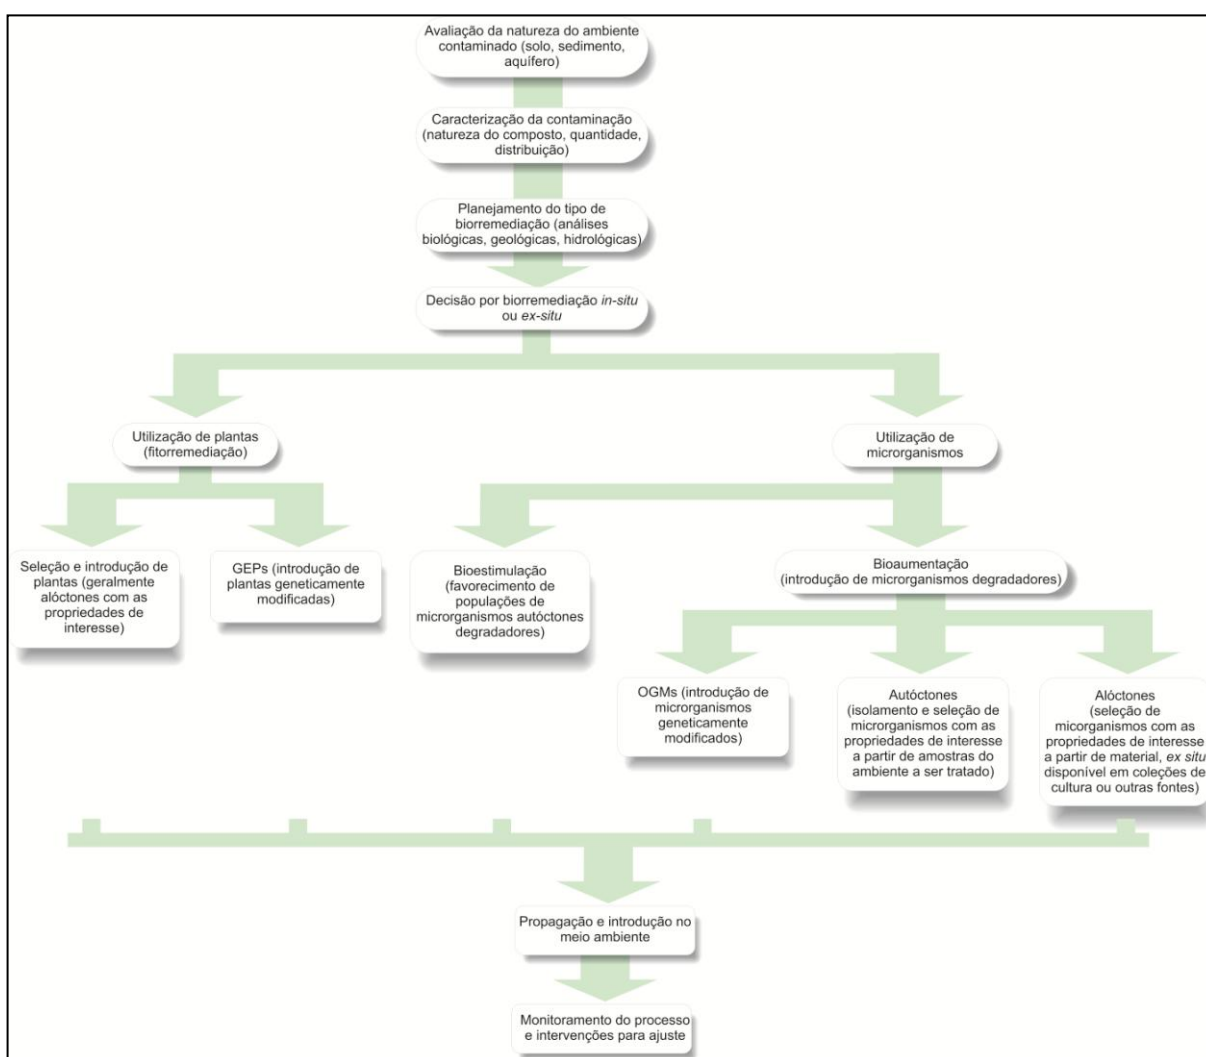 Avaliação da natureza do ambiente
contaminado (solo, sedimento,
aquífero)
Caracterização da contaminação
(natureza do composto, quantidade,
distribuição)
Planejamento do tipo de
biorremediação (análises
biológicas, geológicas, hidrológicas)
Decisão por biorremediação in-situ
ou ex-situ
Utilização de plantas
(fitorremediação)
Utilização de
microrganismos
Seleção e introdução de
plantas (geralmente
alóctones com as
propriedades de
interesse)
GEPs (introdução de
plantas geneticamente
modificadas)
Bioestimulação
(favorecimento de
populações de
microrganismos autóctones
degradadores)
Bioaumentação
(introdução de microrganismos degradadores)
OGMs (introdução de
microrganismos
geneticamente
modificados)
Autóctones
(isolamento e seleção de
microrganismos com as
propriedades de interesse
a partir de amostras do
ambiente a ser tratado)
Alóctones
(seleção de
micorganismos com as
propriedades de interesse
a partir de material, ex situ
disponível em coleções de
cultura ou outras fontes)
Propagação e introdução no
meio ambiente
Monitoramento do processo
e intervenções para ajuste